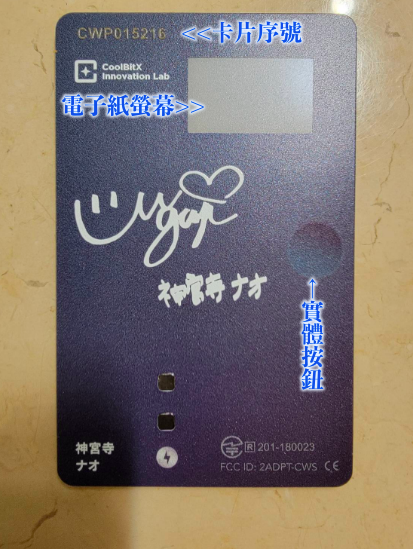 CWP015216 <<卡片序號
CoolBitX
Innovation Lab
電子紙螢幕>>
神宮寺 ナオ
↑實體按鈕
神宮寺
ナオ
R 201-180023
FCC ID: 2ADPT-CWS CE